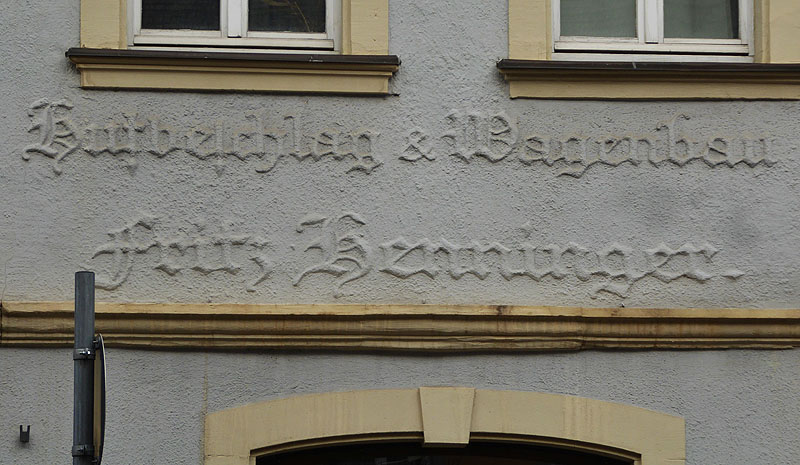 Hufbeschlag & Wagenbau
Fritz Henninger.